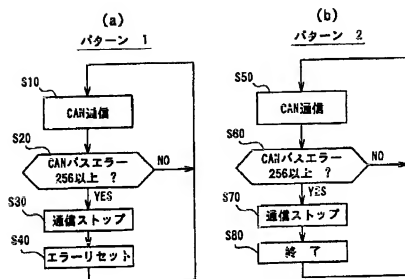 (a)
パターン 1
S10
CAN通信
S20
CANバスエラー
256以上 ?
NO
YES
S30
通信ストップ
S40
エラーリセット
(b)
パターン 2
S50
CAN通信
S60
CANバスエラー
256以上 ?
NO
YES
S70
通信ストップ
S80
終 了